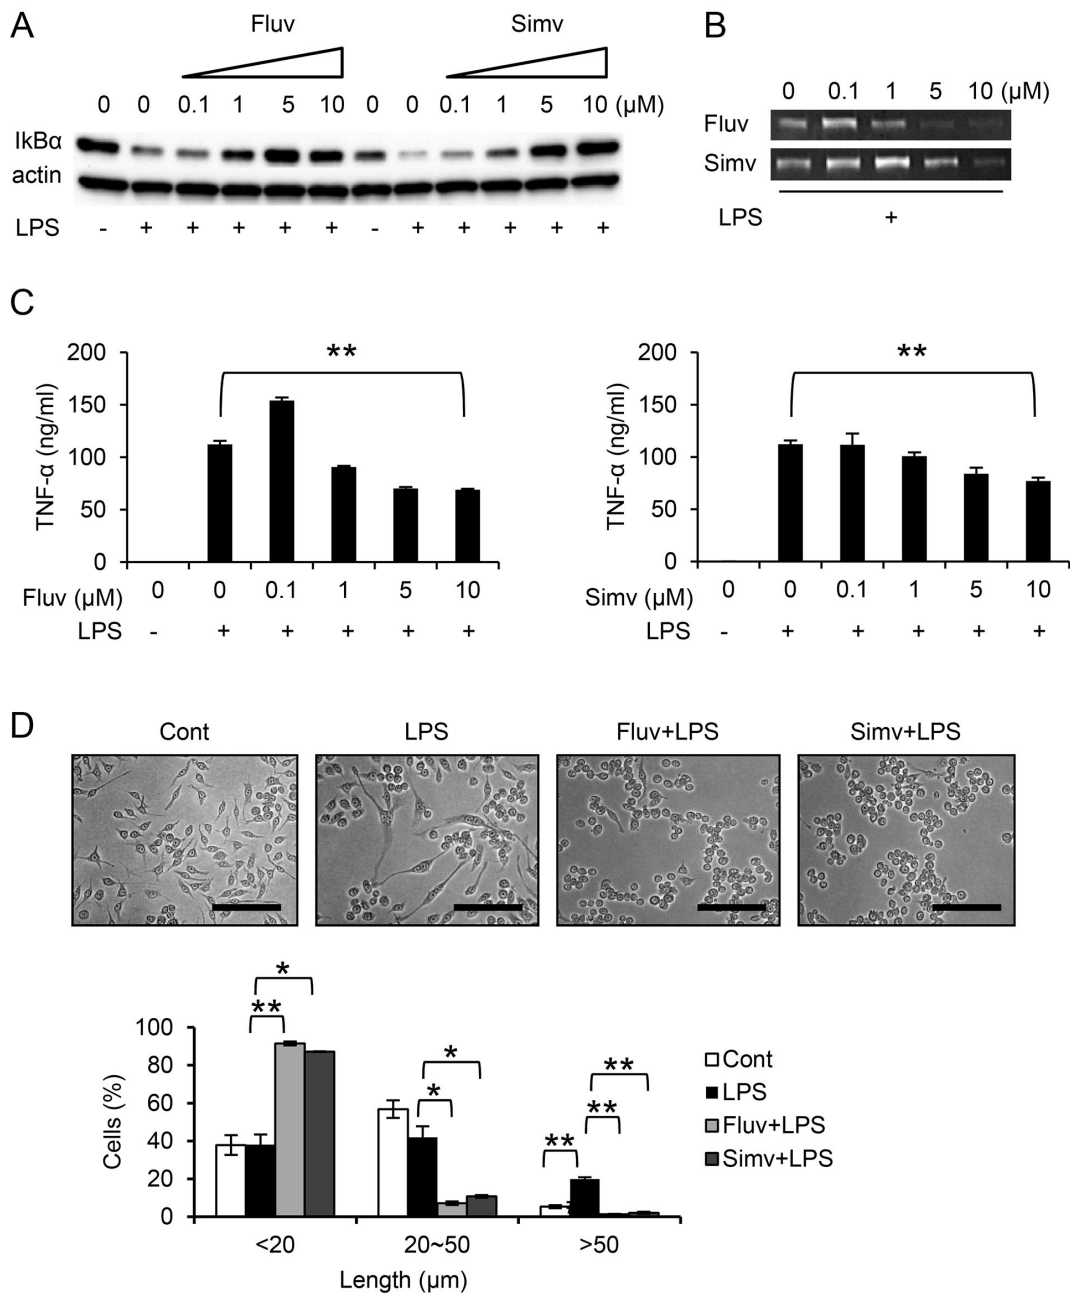 A
Fluv Simv
0 0 0.1 1 5 10 0 0 0.1 1 5 10 (μM)
IkBα
actin
LPS - + + + + + - + + + + +
B
0 0.1 1 5 10 (μM)
Fluv
Simv
LPS +
C
**
200
150
100
50
0
TNF-α (ng/ml)
Fluv (μM) 0 0 0.1 1 5 10
LPS - + + + + +
**
200
150
100
50
0
TNF-α (ng/ml)
Simv (μM) 0 0 0.1 1 5 10
LPS - + + + + +
D
Cont LPS Fluv+LPS Simv+LPS
*
**
*
*
**
**
**
100
80
60
40
20
0
Cells (%)
<20 20~50 >50
Length (μm)
Cont
LPS
Fluv+LPS
Simv+LPS